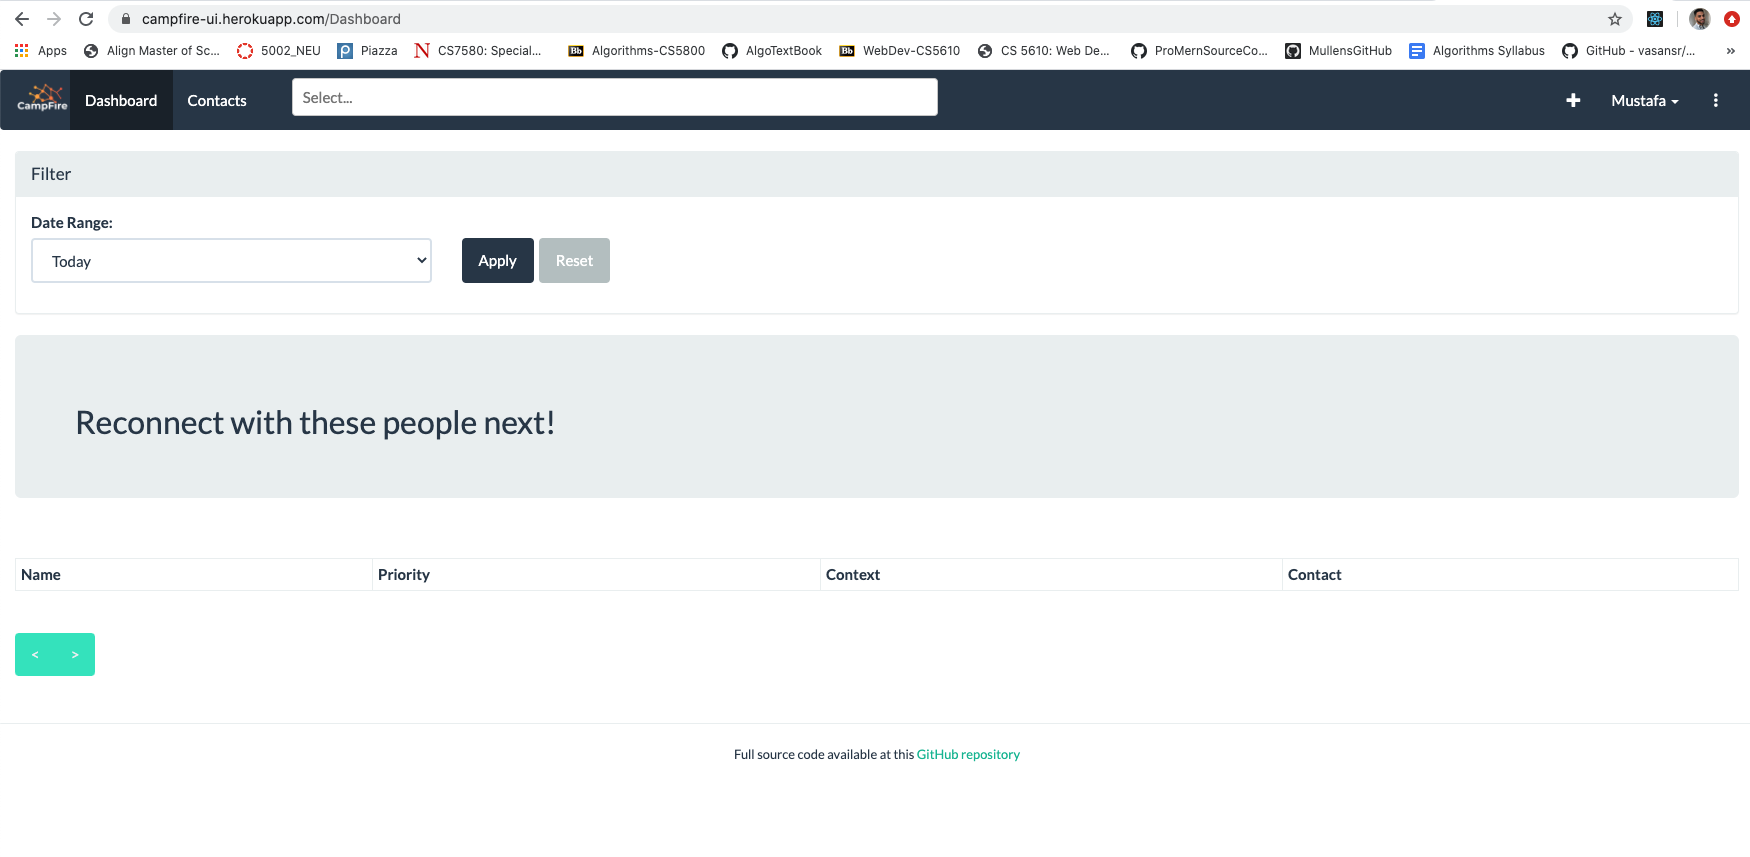 campfire-ui.herokuapp.com/Dashboard
Apps Align Master of Sc... 5002_NEU Piazza CS7580: Special... Algorithms-CS5800 AlgoTextBook WebDev-CS5610 CS 5610: Web De... ProMernSourceCo... MullensGitHub Algorithms Syllabus GitHub - vasansr/... »
CampFire Dashboard Contacts Select... + Mustafa
Filter
Date Range:
Today Apply Reset
Reconnect with these people next!
Name Priority Context Contact
< >
Full source code available at this GitHub repository